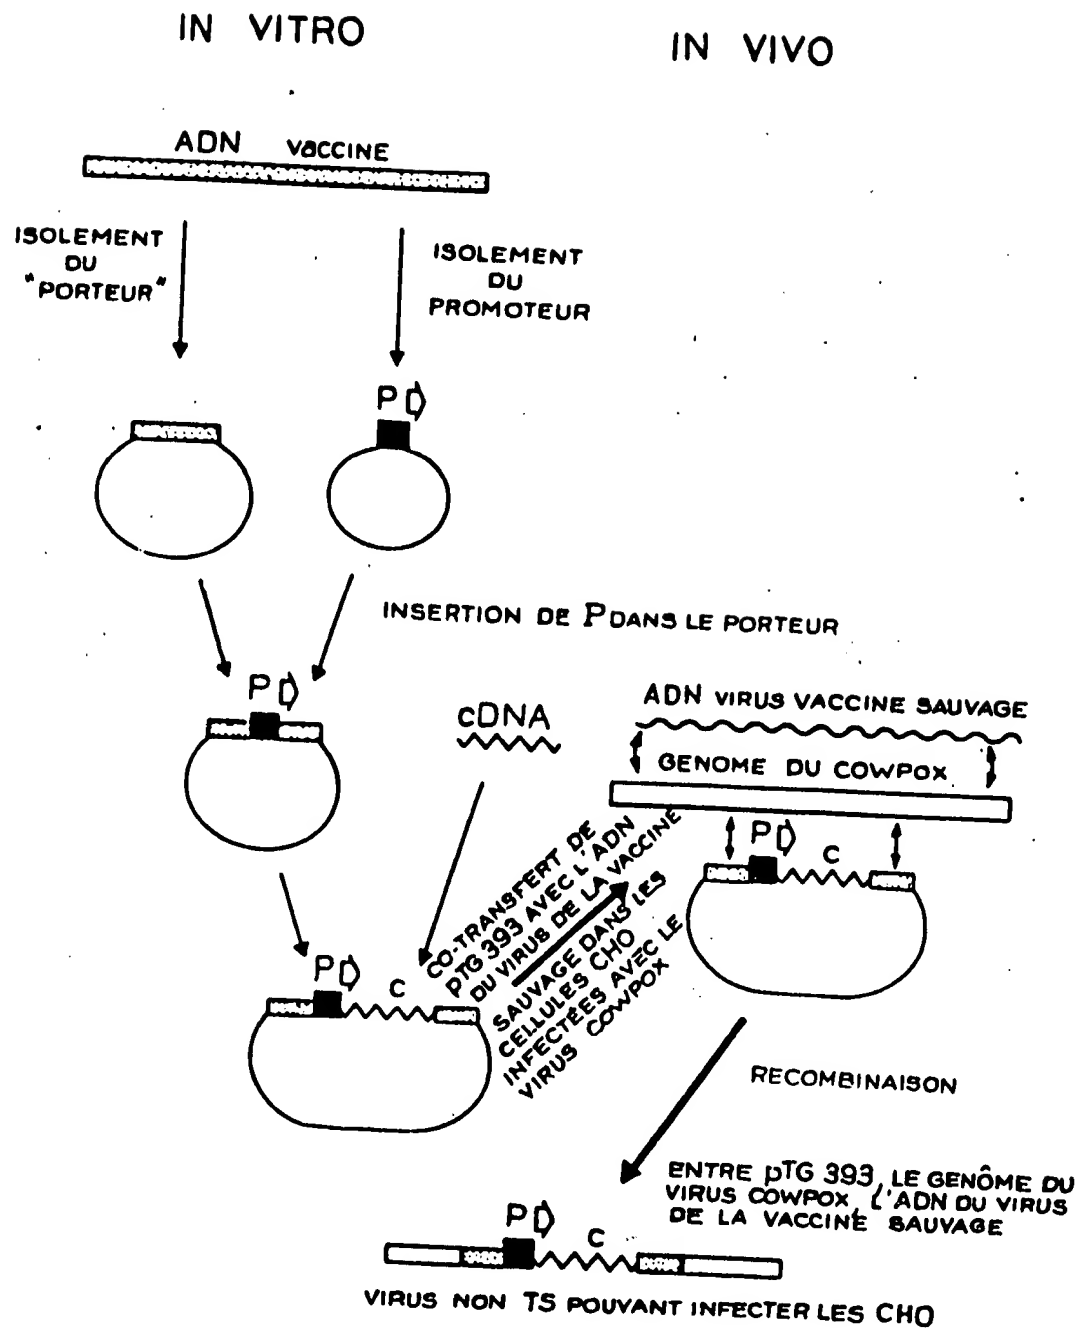 IN VITRO
IN VIVO
ADN VACCINE
ISOLEMENT
DU
"PORTEUR"
ISOLEMENT
DU
PROMOTEUR
P
INSERTION DE P DANS LE PORTEUR
P
cDNA
ADN VIRUS VACCINE SAUVAGE
GENOME DU COWPOX
P
C
CO-TRANSFERT DE
PTG 393 AVEC L'ADN
DU VIRUS DE LA VACCINE
SAUVAGE DANS LES
CELLULES CHO
INFECTÉES AVEC LE
VIRUS COWPOX
P
C
RECOMBINAISON
ENTRE pTG 393, LE GENÔME DU
VIRUS COWPOX, L'ADN DU VIRUS
DE LA VACCINE SAUVAGE
P
C
VIRUS NON TS POUVANT INFECTER LES CHO